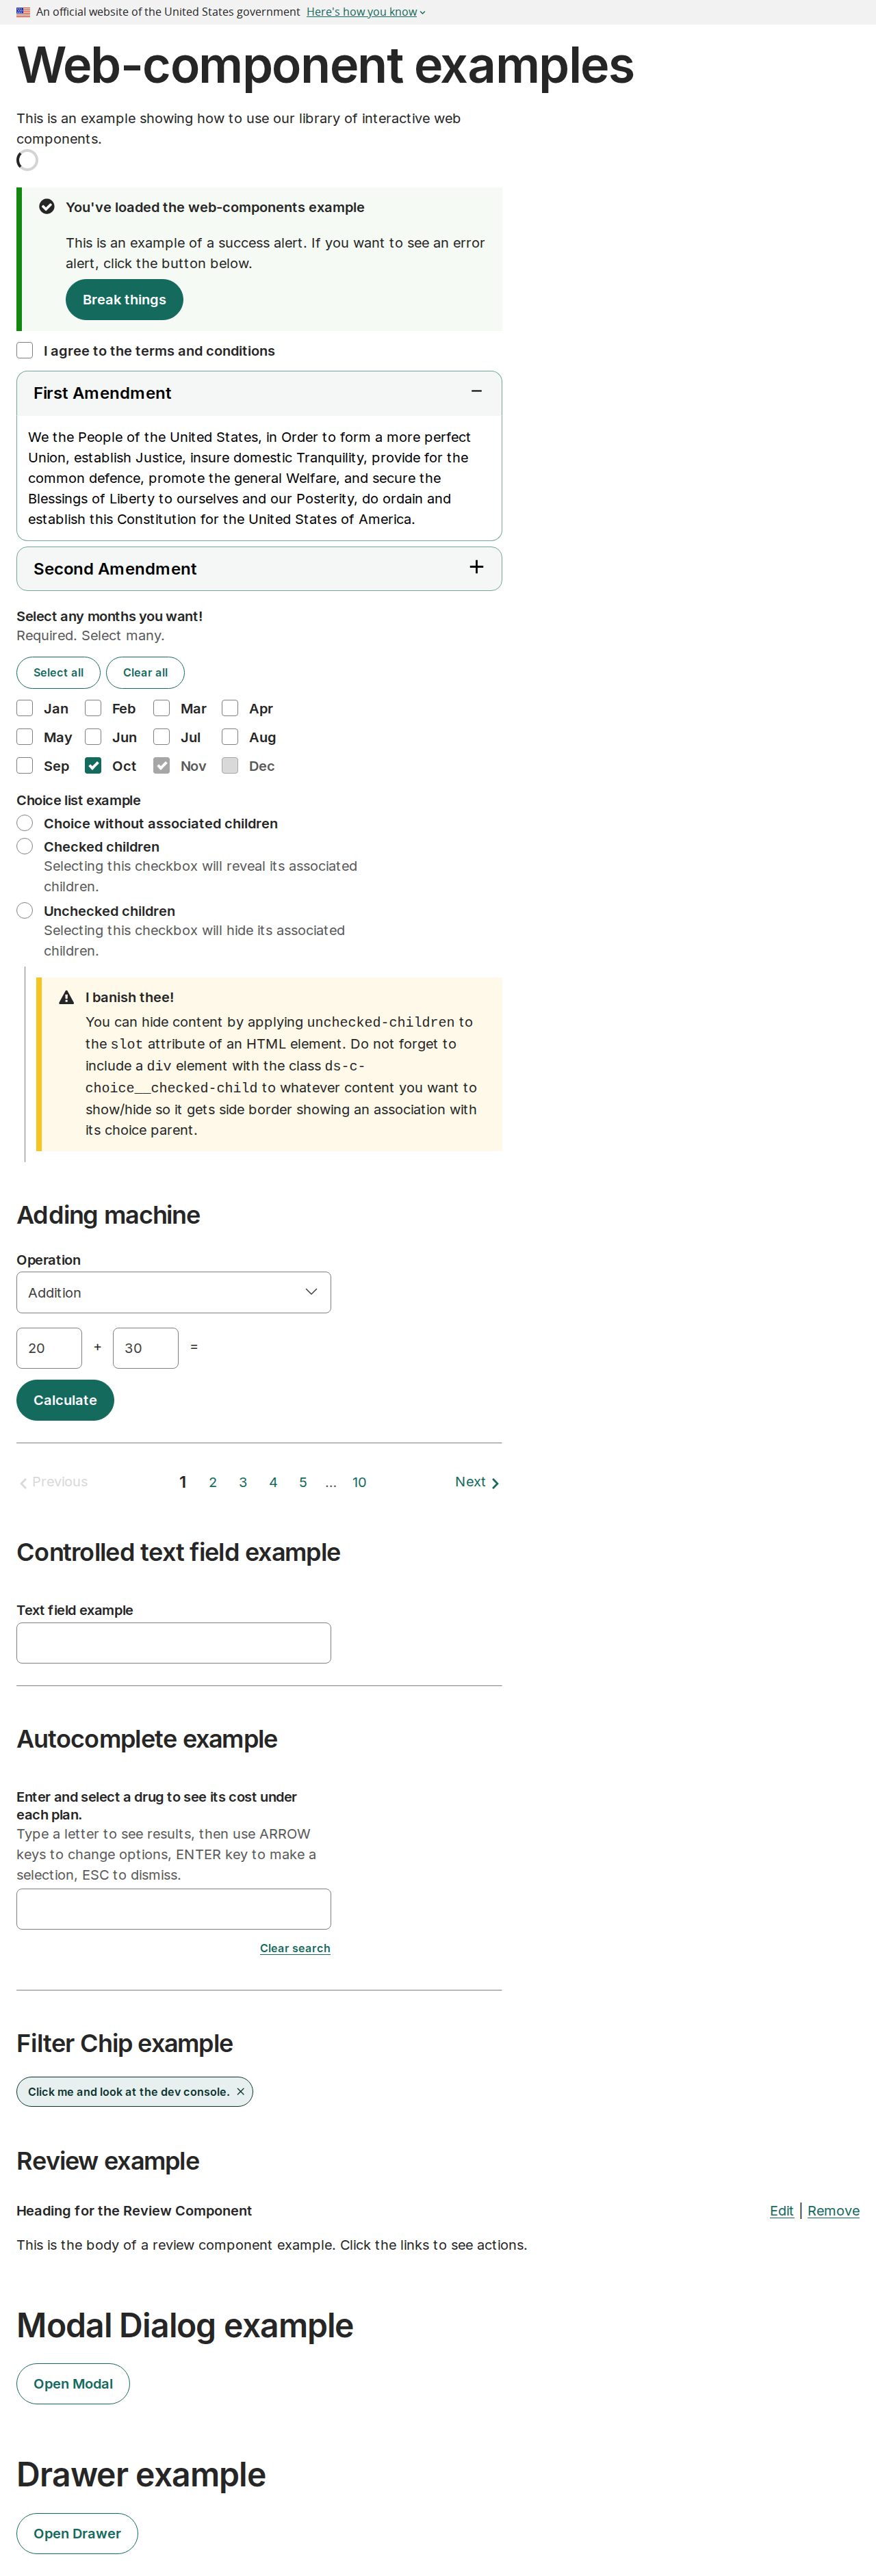 An official website of the United States government Here's how you know
Web-component examples
This is an example showing how to use our library of interactive web
components.
You've loaded the web-components example
This is an example of a success alert. If you want to see an error
alert, click the button below.
Break things
I agree to the terms and conditions
First Amendment
We the People of the United States, in Order to form a more perfect
Union, establish Justice, insure domestic Tranquility, provide for the
common defence, promote the general Welfare, and secure the
Blessings of Liberty to ourselves and our Posterity, do ordain and
establish this Constitution for the United States of America.
Second Amendment
Select any months you want!
Required. Select many.
Select all Clear all
Jan Feb Mar Apr
May Jun Jul Aug
Sep Oct Nov Dec
Choice list example
Choice without associated children
Checked children
Selecting this checkbox will reveal its associated
children.
Unchecked children
Selecting this checkbox will hide its associated
children.
I banish thee!
You can hide content by applying unchecked-children to
the slot attribute of an HTML element. Do not forget to
include a div element with the class ds-c-
choice__checked-child to whatever content you want to
show/hide so it gets side border showing an association with
its choice parent.
Adding machine
Operation
Addition
20 + 30 =
Calculate
Previous 1 2 3 4 5 … 10 Next
Controlled text field example
Text field example
Autocomplete example
Enter and select a drug to see its cost under
each plan.
Type a letter to see results, then use ARROW
keys to change options, ENTER key to make a
selection, ESC to dismiss.
Clear search
Filter Chip example
Click me and look at the dev console.
Review example
Heading for the Review Component Edit | Remove
This is the body of a review component example. Click the links to see actions.
Modal Dialog example
Open Modal
Drawer example
Open Drawer